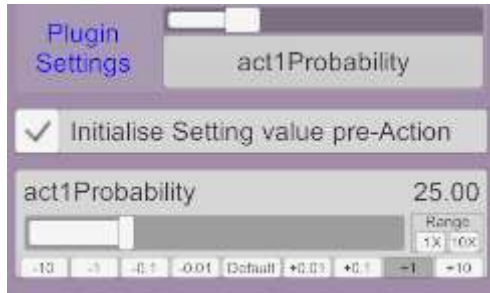 Plugin
Settings
act1Probability
Initialise Setting value pre-Action
act1Probability 25.00
Range
1X 10X
-10 -1 -0.1 -0.01 Default +0.01 +0.1 +1 +10